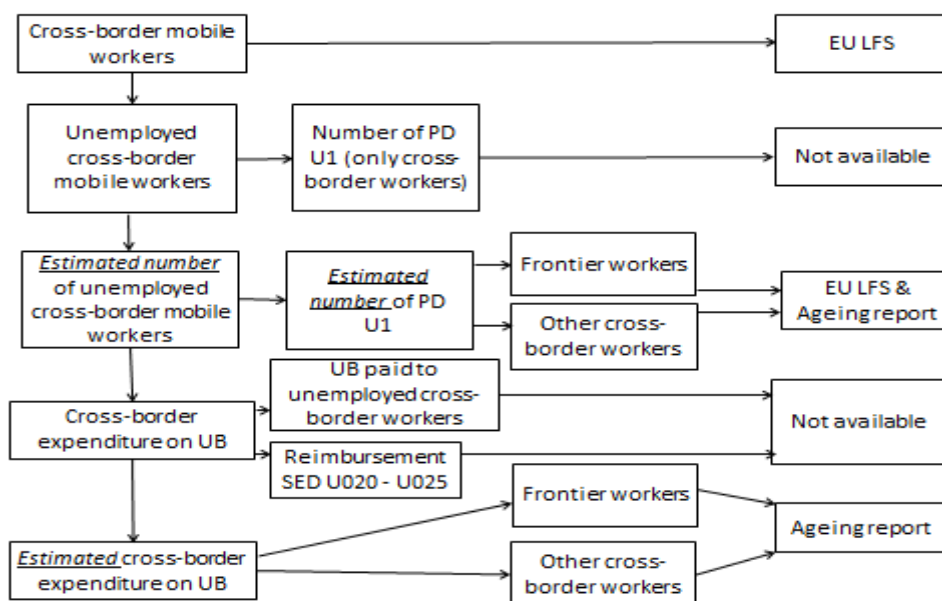 Cross-border mobile
workers
EU LFS
Unemployed
cross-border
mobile workers
Number of PD
U1 (only cross-
border workers)
Not available
Estimated number
of unemployed
cross-border mobile
workers
Estimated
number of PD
U1
Frontier workers
Other cross-
border workers
EU LFS &
Ageing report
Cross-border
expenditure on UB
UB paid to
unemployed cross-
border workers
Reimbursement
SED U020 - U025
Not available
Estimated cross-border
expenditure on UB
Frontier workers
Other cross-
border workers
Ageing report